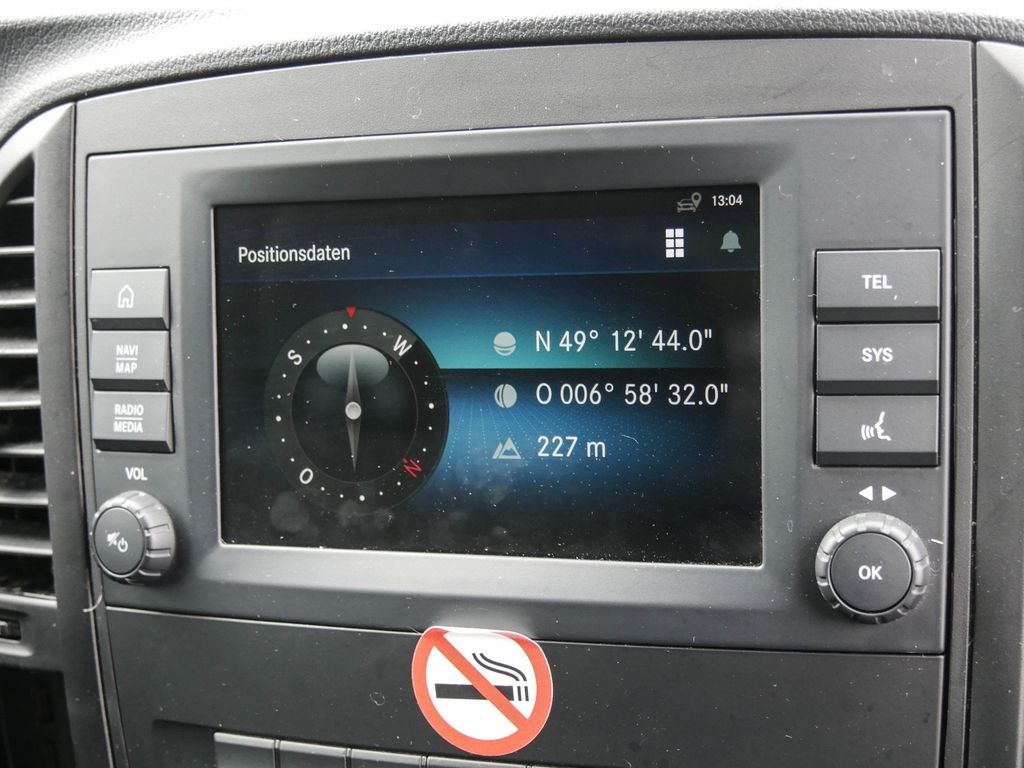 13:04
Positionsdaten
S
W
N
O
N 49° 12' 44.0"
O 006° 58' 32.0"
227 m
NAVI
MAP
RADIO
MEDIA
VOL
TEL
SYS
OK